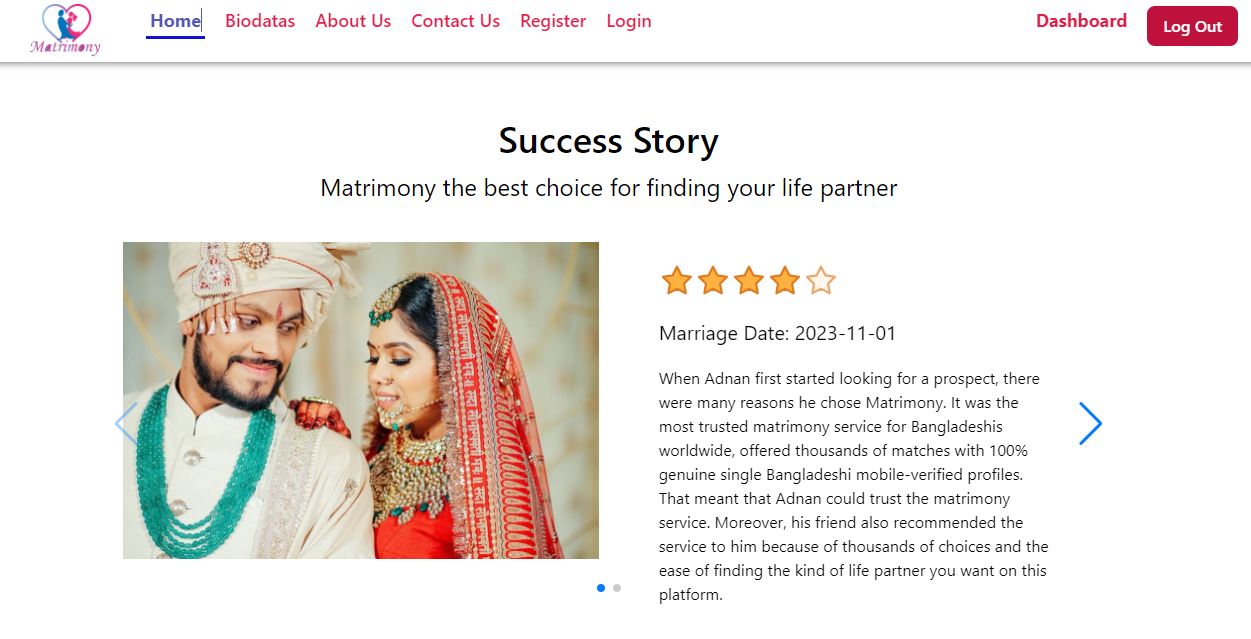 Matrimony
Home
Biodatas
About Us
Contact Us
Register
Login
Dashboard
Log Out
Success Story
Matrimony the best choice for finding your life partner
Marriage Date: 2023-11-01
When Adnan first started looking for a prospect, there
were many reasons he chose Matrimony. It was the
most trusted matrimony service for Bangladeshis
worldwide, offered thousands of matches with 100%
genuine single Bangladeshi mobile-verified profiles.
That meant that Adnan could trust the matrimony
service. Moreover, his friend also recommended the
service to him because of thousands of choices and the
ease of finding the kind of life partner you want on this
platform.